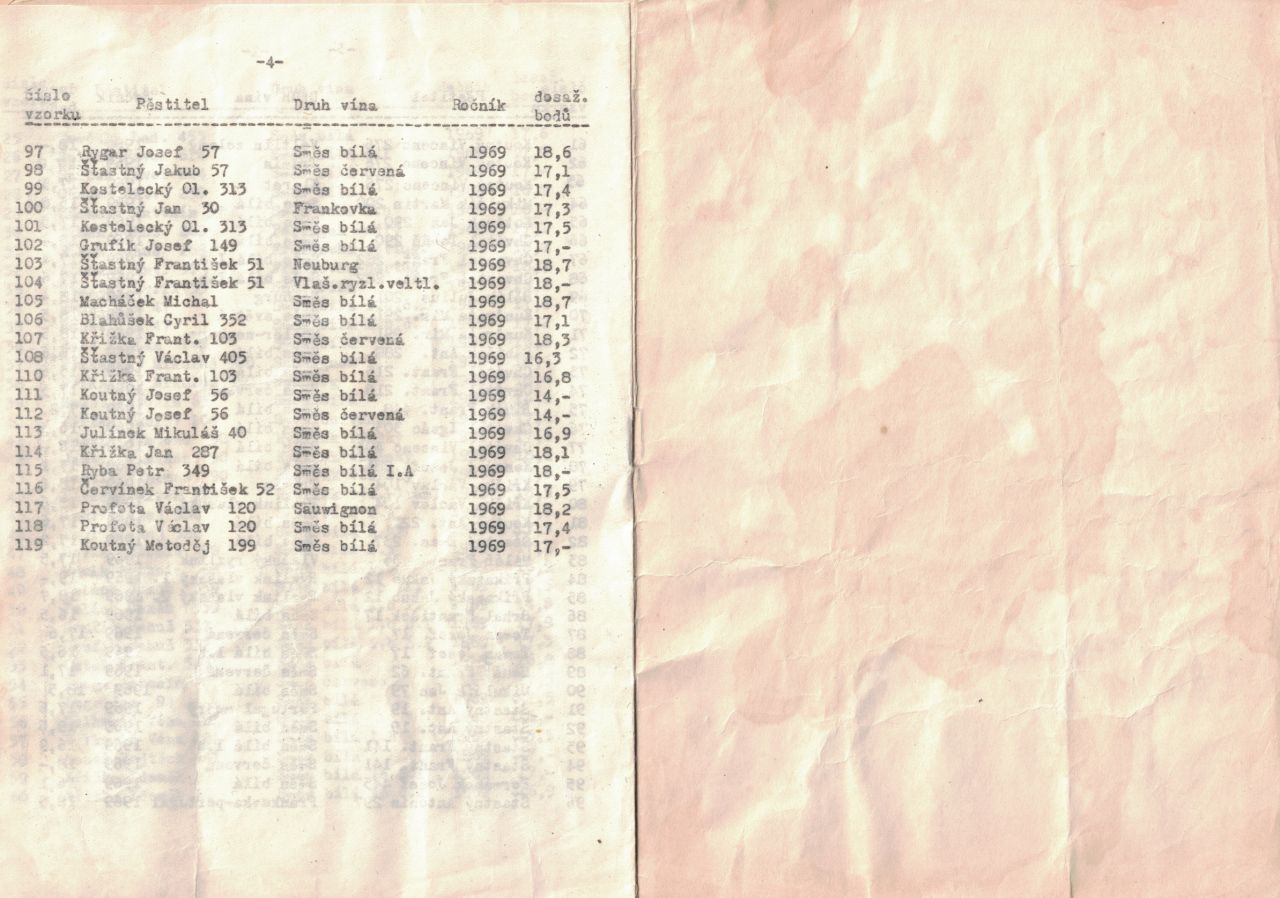 -4-
číslo vzorku Pěstitel Druh vína Ročník dosaž. bodů
97 Rygar Josef 57 Směs bílá 1969 18,6
98 Šťastný Jakub 57 Směs červená 1969 17,1
99 Kostelecký Ol. 313 Směs bílá 1969 17,4
100 Šťastný Jan 30 Frankovka 1969 17,3
101 Kostelecký Ol. 313 Směs bílá 1969 17,5
102 Grufík Josef 149 Směs bílá 1969 17,-
103 Šťastný František 51 Neuburg 1969 18,7
104 Šťastný František 51 Vlaš.ryzl.veltl. 1969 18,-
105 Macháček Michal Směs bílá 1969 18,7
106 Blahůšek Cyril 352 Směs bílá 1969 17,1
107 Křižka Frant. 103 Směs červená 1969 18,3
108 Šťastný Václav 405 Směs bílá 1969 16,3
110 Křižka Frant. 103 Směs bílá 1969 16,8
111 Koutný Josef 56 Směs bílá 1969 14,-
112 Koutný Josef 56 Směs červená 1969 14,-
113 Julínek Mikuláš 40 Směs bílá 1969 16,9
114 Křižka Jan 287 Směs bílá 1969 18,1
115 Ryba Petr 349 Směs bílá I.A 1969 18,-
116 Červínek František 52 Směs bílá 1969 17,5
117 Profota Václav 120 Sauwignon 1969 18,2
118 Profota Václav 120 Směs bílá 1969 17,4
119 Koutný Metoděj 199 Směs bílá 1969 17,-